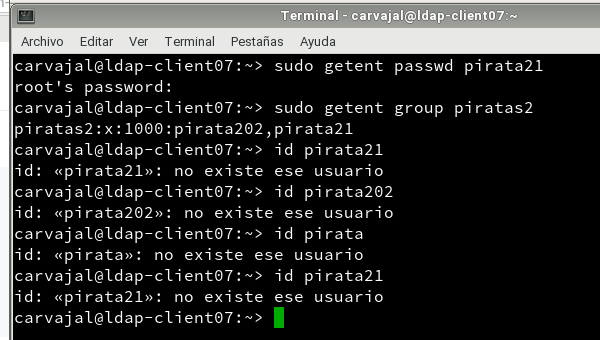 Terminal - carvajal@ldap-client07:~
Archivo Editar Ver Terminal Pestañas Ayuda
carvajal@ldap-client07:~> sudo getent passwd pirata21
root's password:
carvajal@ldap-client07:~> sudo getent group piratas2
piratas2:x:1000:pirata202,pirata21
carvajal@ldap-client07:~> id pirata21
id: «pirata21»: no existe ese usuario
carvajal@ldap-client07:~> id pirata202
id: «pirata202»: no existe ese usuario
carvajal@ldap-client07:~> id pirata
id: «pirata»: no existe ese usuario
carvajal@ldap-client07:~> id pirata21
id: «pirata21»: no existe ese usuario
carvajal@ldap-client07:~>